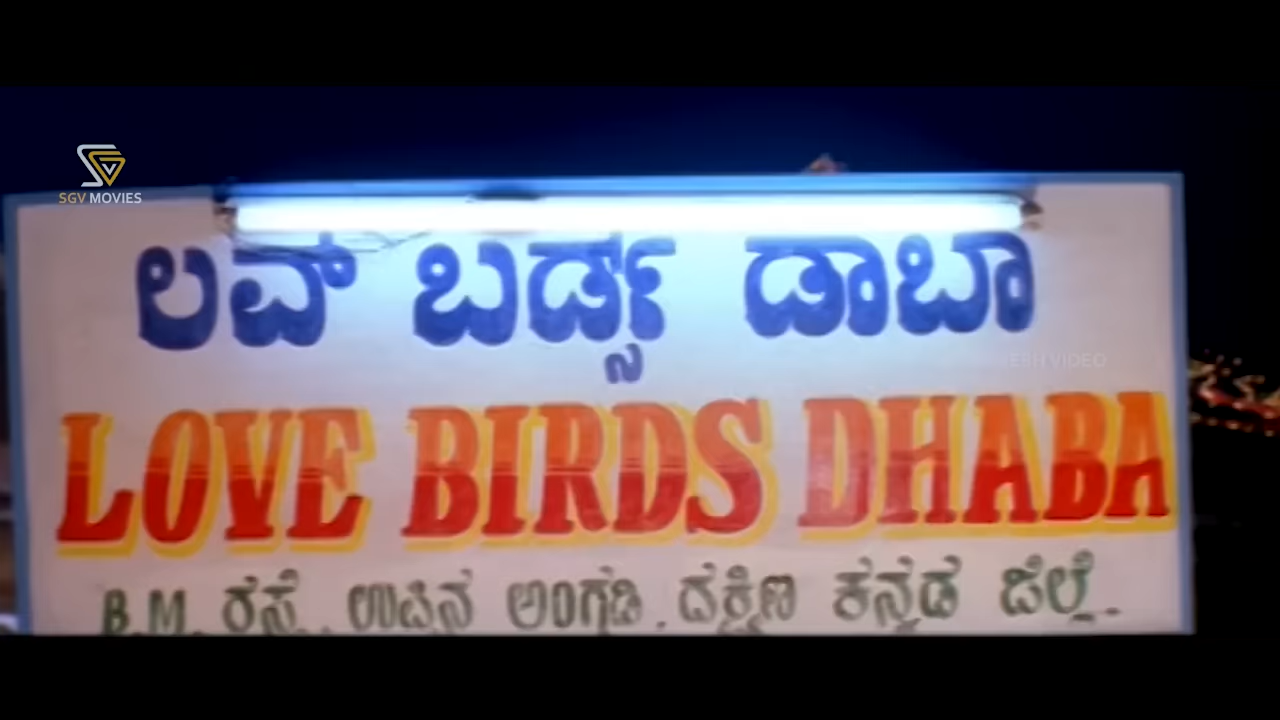 SGV MOVIES
ಲವ್ ಬರ್ಡ್ಸ್ ಡಾಬಾ
LOVE BIRDS DHABA
B.M. ರಸ್ತೆ. ಉಪ್ಪಿನ ಅಂಗಡಿ. ದಕ್ಷಿಣ ಕನ್ನಡ ಜಿಲ್ಲೆ.